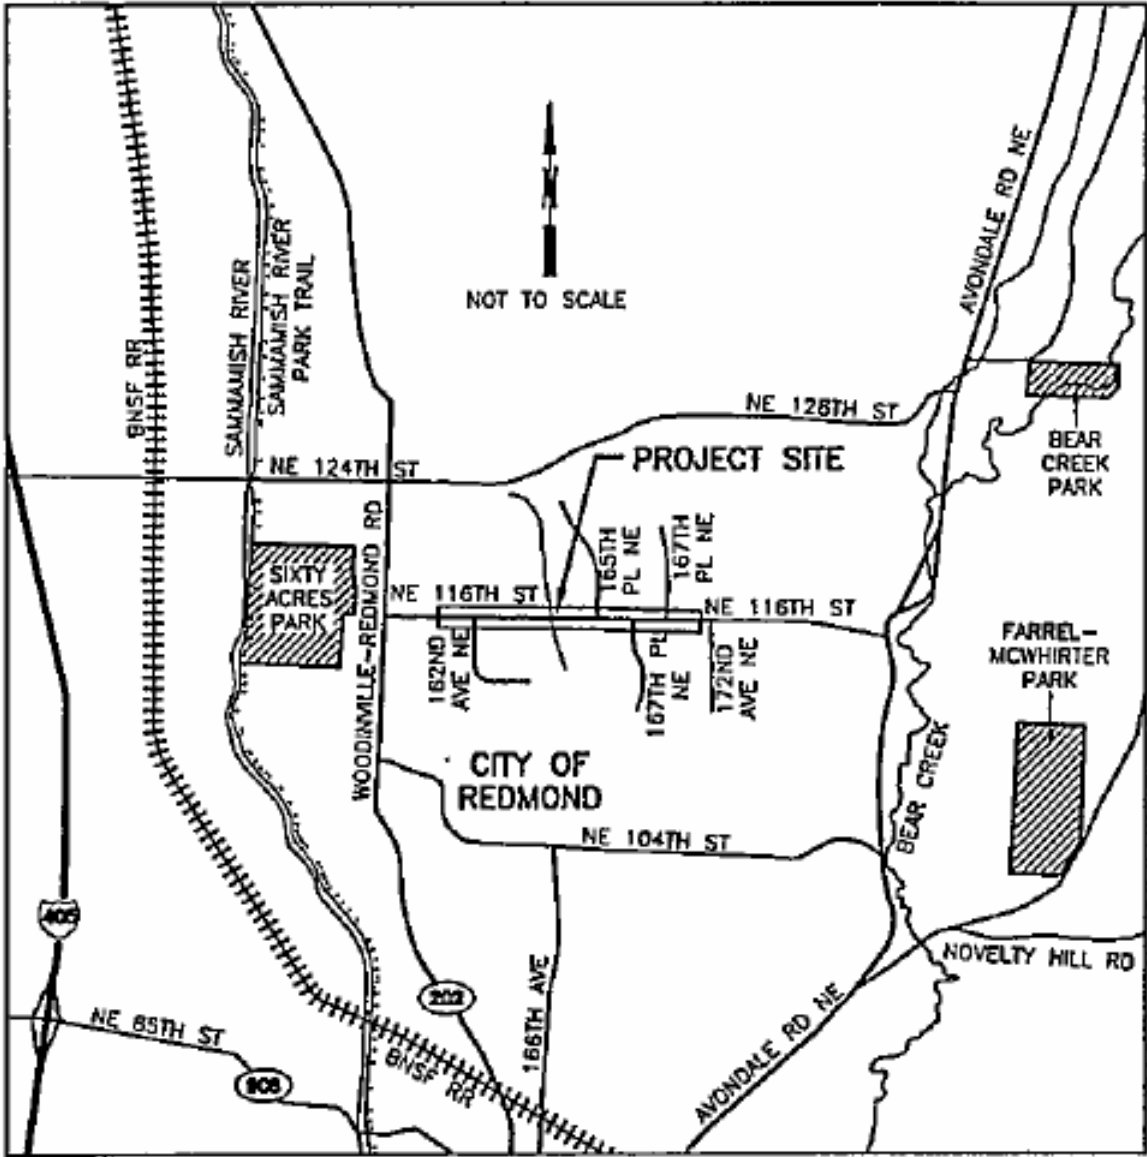 N
NOT TO SCALE
AVONDALE RD NE
BNSF RR
SAMMAMISH RIVER
SAMMAMISH RIVER
PARK TRAIL
NE 128TH ST
BEAR
CREEK
PARK
NE 124TH ST
PROJECT SITE
WOODINVILLE-REDMOND RD
SIXTY
ACRES
PARK
165TH
PL NE
167TH
PL NE
NE 116TH ST
NE 116TH ST
162ND
AVE NE
167TH PL
NE
172ND
AVE NE
FARREL-
MCWHIRTER
PARK
CITY OF
REDMOND
NE 104TH ST
BEAR CREEK
405
202
166TH AVE
NOVELTY HILL RD
NE 85TH ST
BNSF RR
908
AVONDALE RD NE